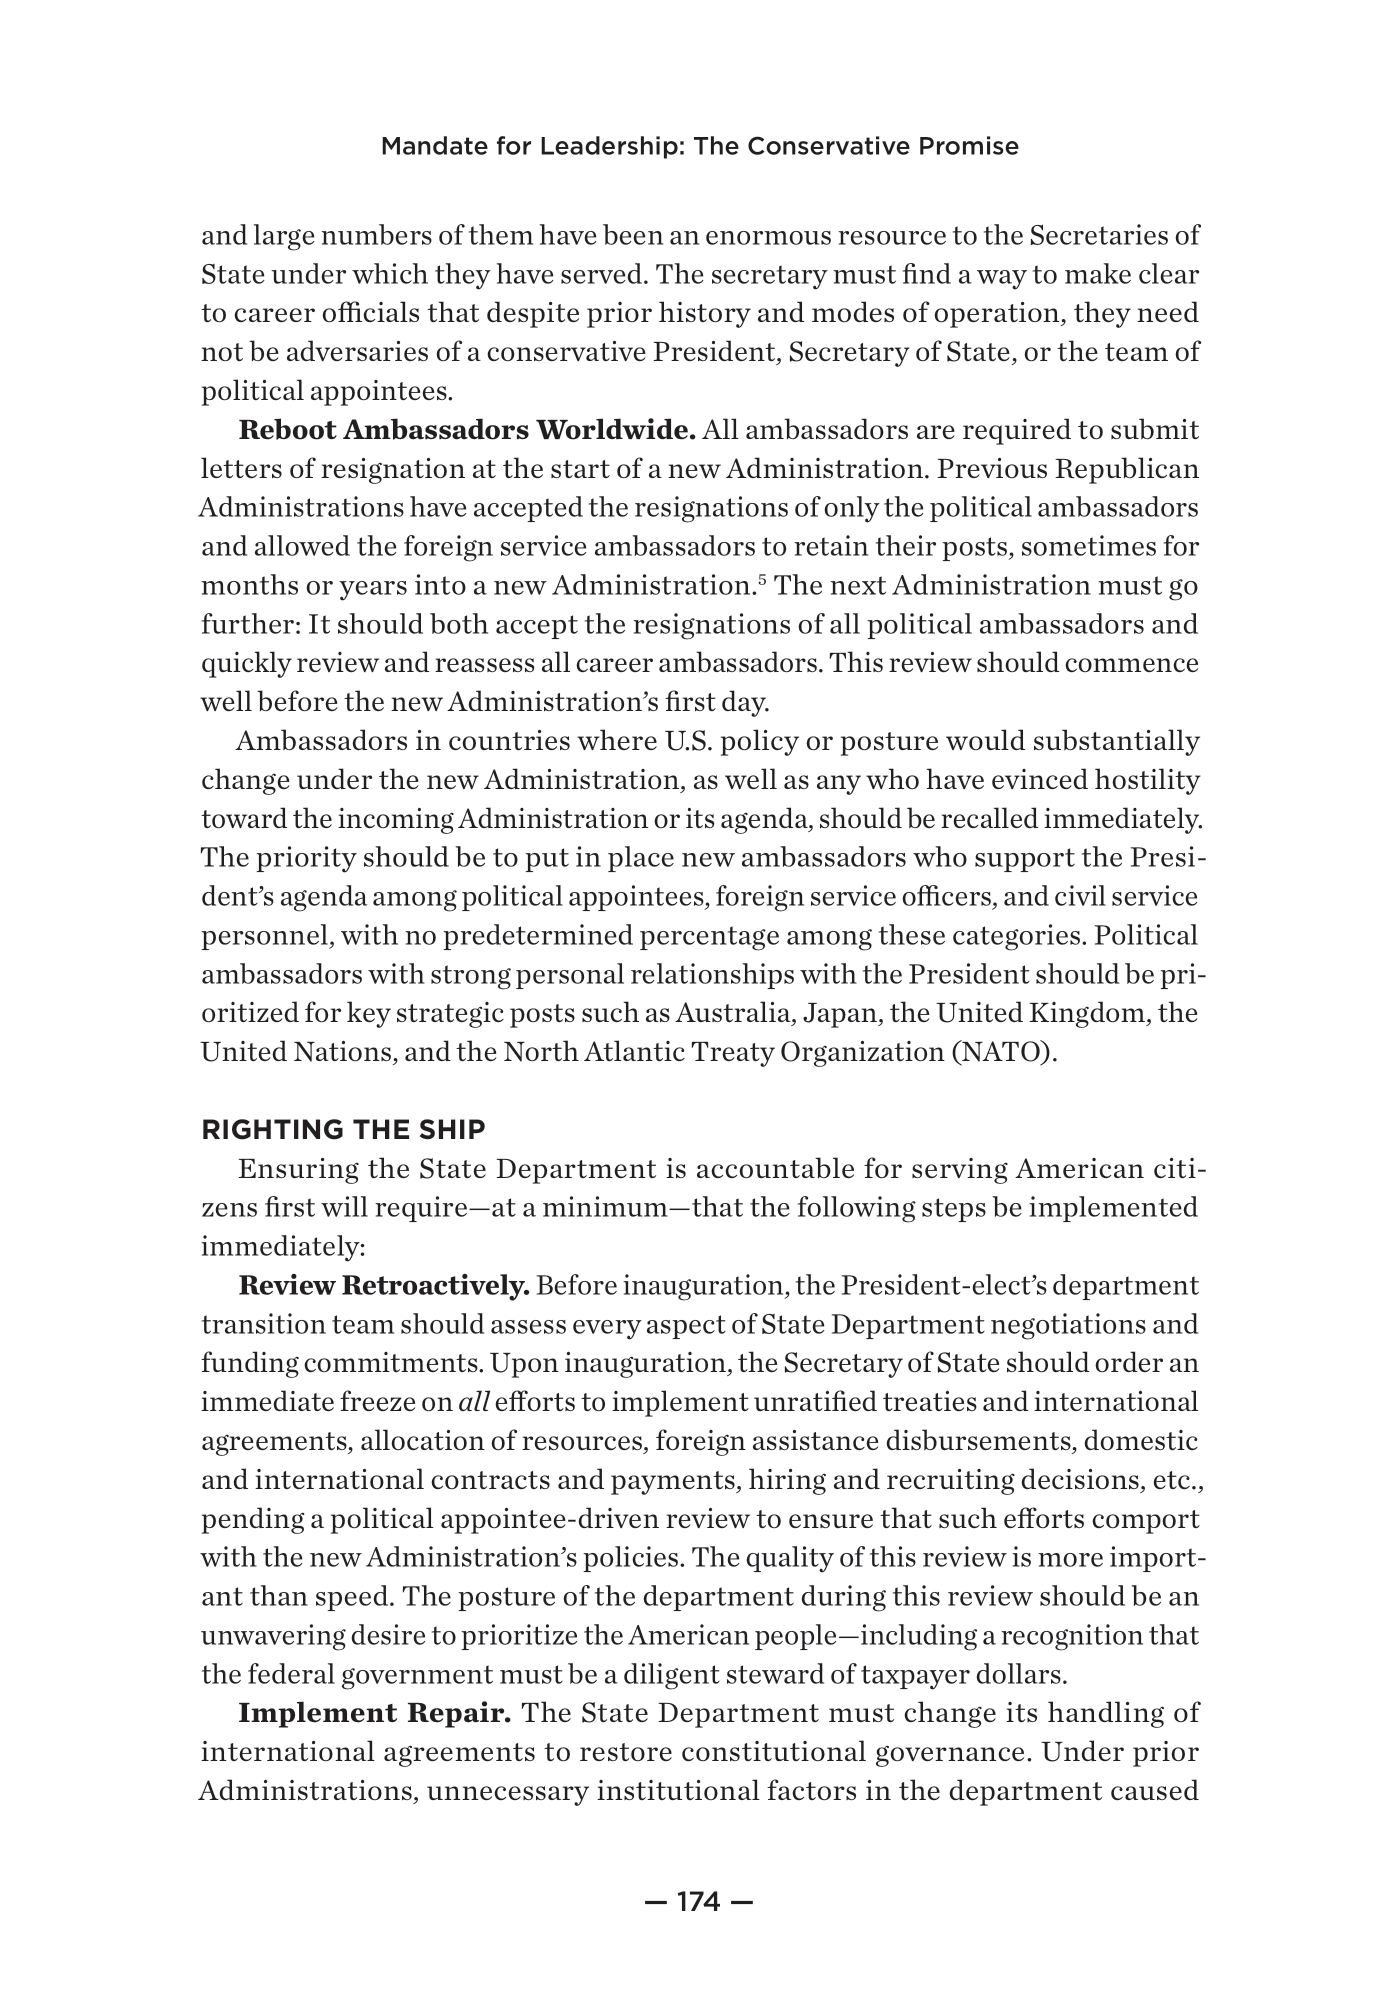 Mandate for Leadership: The Conservative Promise
and large numbers of them have been an enormous resource to the Secretaries of
State under which they have served. The secretary must find a way to make clear
to career officials that despite prior history and modes of operation, they need
not be adversaries of a conservative President, Secretary of State, or the team of
political appointees.
Reboot Ambassadors Worldwide. All ambassadors are required to submit
letters of resignation at the start of a new Administration. Previous Republican
Administrations have accepted the resignations of only the political ambassadors
and allowed the foreign service ambassadors to retain their posts, sometimes for
months or years into a new Administration.⁵ The next Administration must go
further: It should both accept the resignations of all political ambassadors and
quickly review and reassess all career ambassadors. This review should commence
well before the new Administration’s first day.
Ambassadors in countries where U.S. policy or posture would substantially
change under the new Administration, as well as any who have evinced hostility
toward the incoming Administration or its agenda, should be recalled immediately.
The priority should be to put in place new ambassadors who support the Presi-
dent’s agenda among political appointees, foreign service officers, and civil service
personnel, with no predetermined percentage among these categories. Political
ambassadors with strong personal relationships with the President should be pri-
oritized for key strategic posts such as Australia, Japan, the United Kingdom, the
United Nations, and the North Atlantic Treaty Organization (NATO).
RIGHTING THE SHIP
Ensuring the State Department is accountable for serving American citi-
zens first will require—at a minimum—that the following steps be implemented
immediately:
Review Retroactively. Before inauguration, the President-elect’s department
transition team should assess every aspect of State Department negotiations and
funding commitments. Upon inauguration, the Secretary of State should order an
immediate freeze on all efforts to implement unratified treaties and international
agreements, allocation of resources, foreign assistance disbursements, domestic
and international contracts and payments, hiring and recruiting decisions, etc.,
pending a political appointee-driven review to ensure that such efforts comport
with the new Administration’s policies. The quality of this review is more import-
ant than speed. The posture of the department during this review should be an
unwavering desire to prioritize the American people—including a recognition that
the federal government must be a diligent steward of taxpayer dollars.
Implement Repair. The State Department must change its handling of
international agreements to restore constitutional governance. Under prior
Administrations, unnecessary institutional factors in the department caused
— 174 —